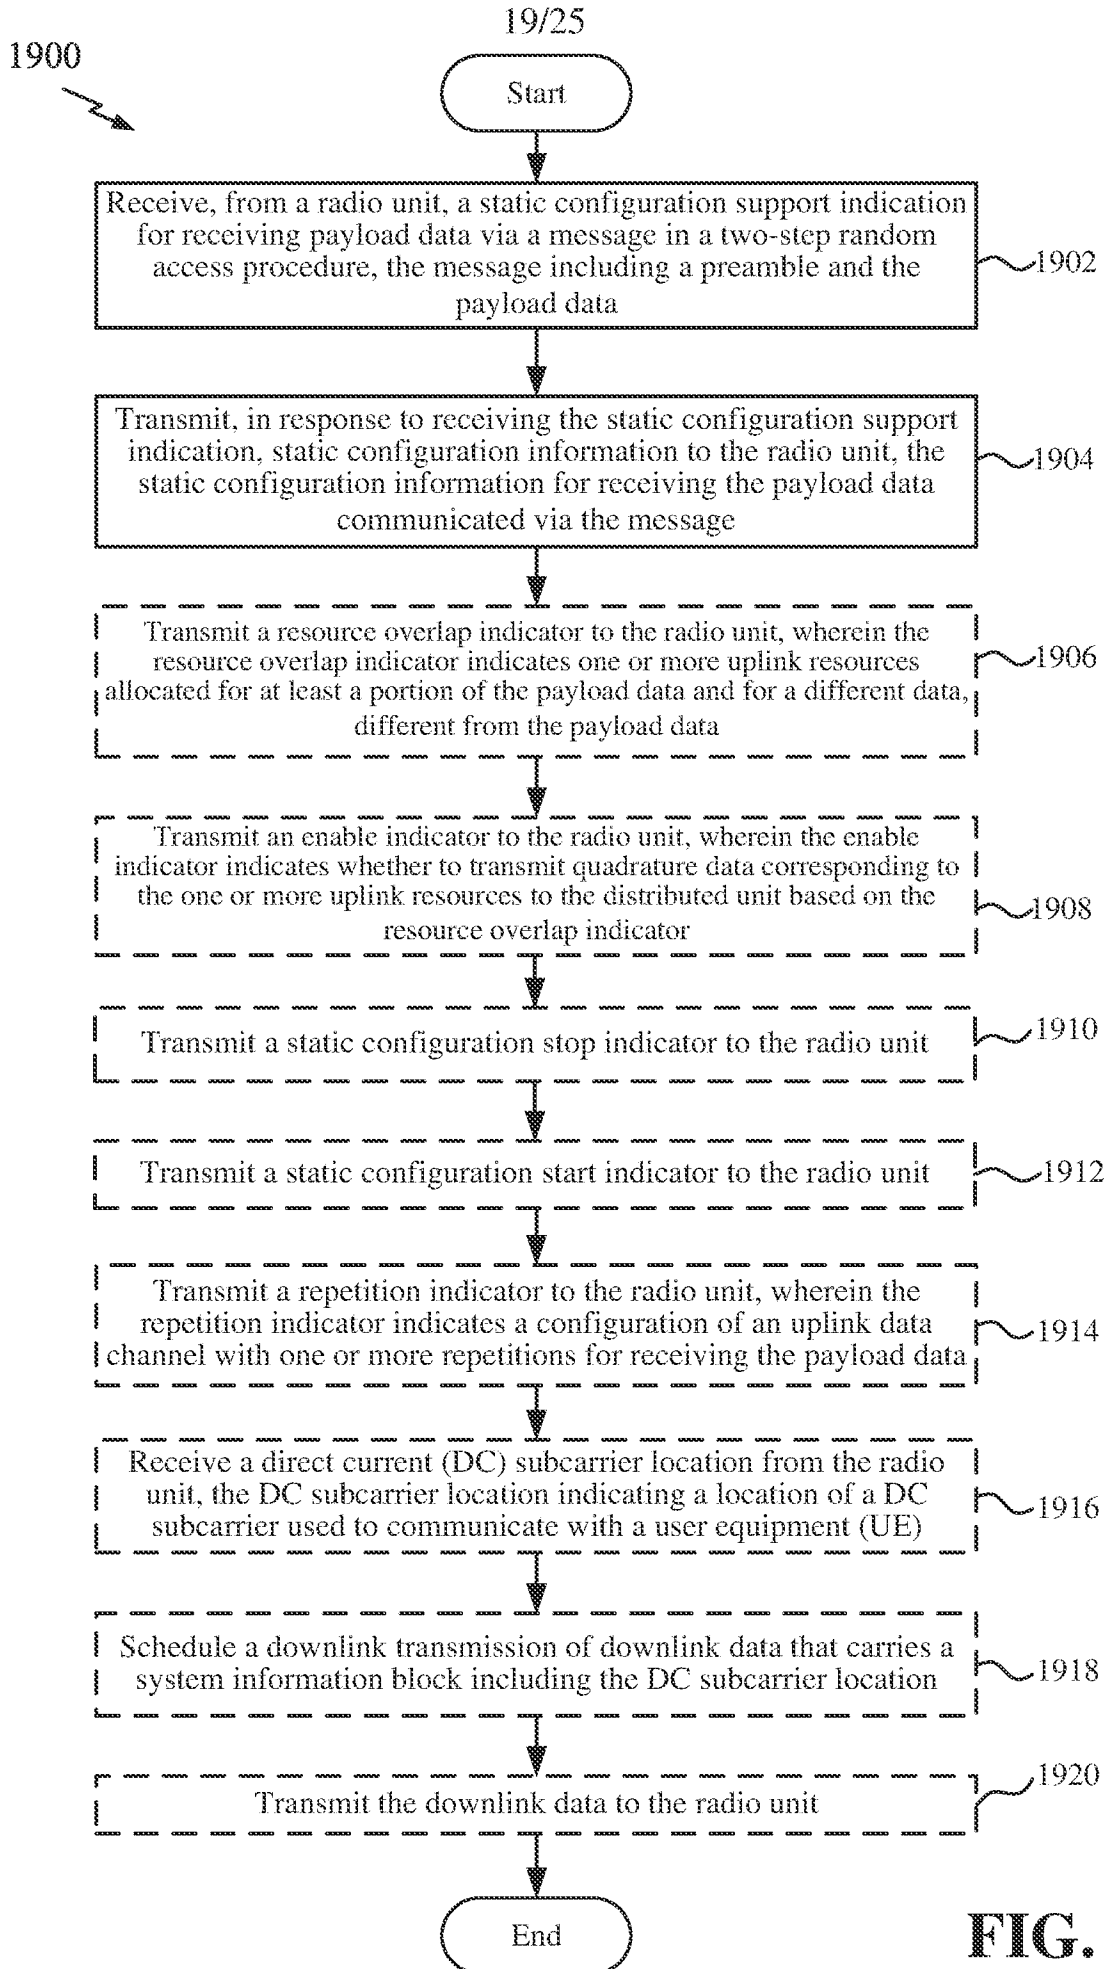 19/25
1900
Start
Receive, from a radio unit, a static configuration support indication
for receiving payload data via a message in a two-step random
access procedure, the message including a preamble and the
payload data
1902
Transmit, in response to receiving the static configuration support
indication, static configuration information to the radio unit, the
static configuration information for receiving the payload data
communicated via the message
1904
Transmit a resource overlap indicator to the radio unit, wherein the
resource overlap indicator indicates one or more uplink resources
allocated for at least a portion of the payload data and for a different data,
different from the payload data
1906
Transmit an enable indicator to the radio unit, wherein the enable
indicator indicates whether to transmit quadrature data corresponding to
the one or more uplink resources to the distributed unit based on the
resource overlap indicator
1908
Transmit a static configuration stop indicator to the radio unit
1910
Transmit a static configuration start indicator to the radio unit
1912
Transmit a repetition indicator to the radio unit, wherein the
repetition indicator indicates a configuration of an uplink data
channel with one or more repetitions for receiving the payload data
1914
Receive a direct current (DC) subcarrier location from the radio
unit, the DC subcarrier location indicating a location of a DC
subcarrier used to communicate with a user equipment (UE)
1916
Schedule a downlink transmission of downlink data that carries a
system information block including the DC subcarrier location
1918
Transmit the downlink data to the radio unit
1920
End
FIG.